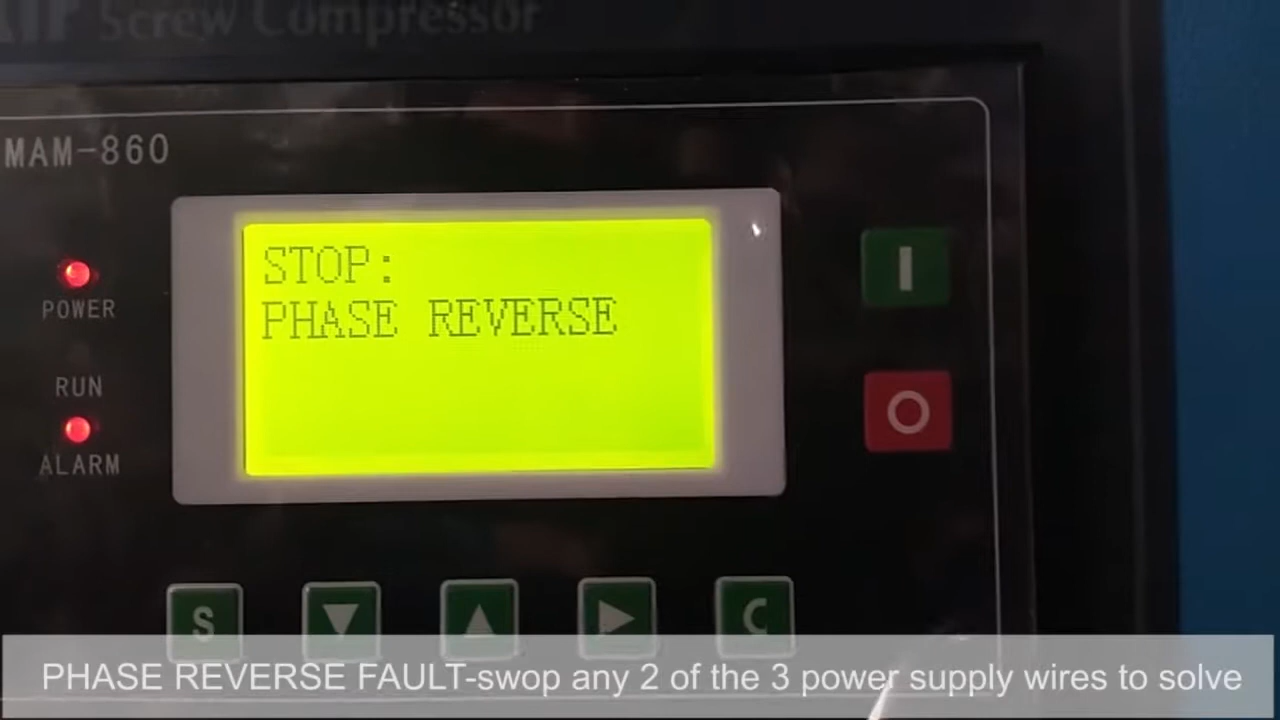 Air Screw Compressor
MAM-860
STOP:
PHASE REVERSE
POWER
RUN
ALARM
S
C
PHASE REVERSE FAULT-swop any 2 of the 3 power supply wires to solve